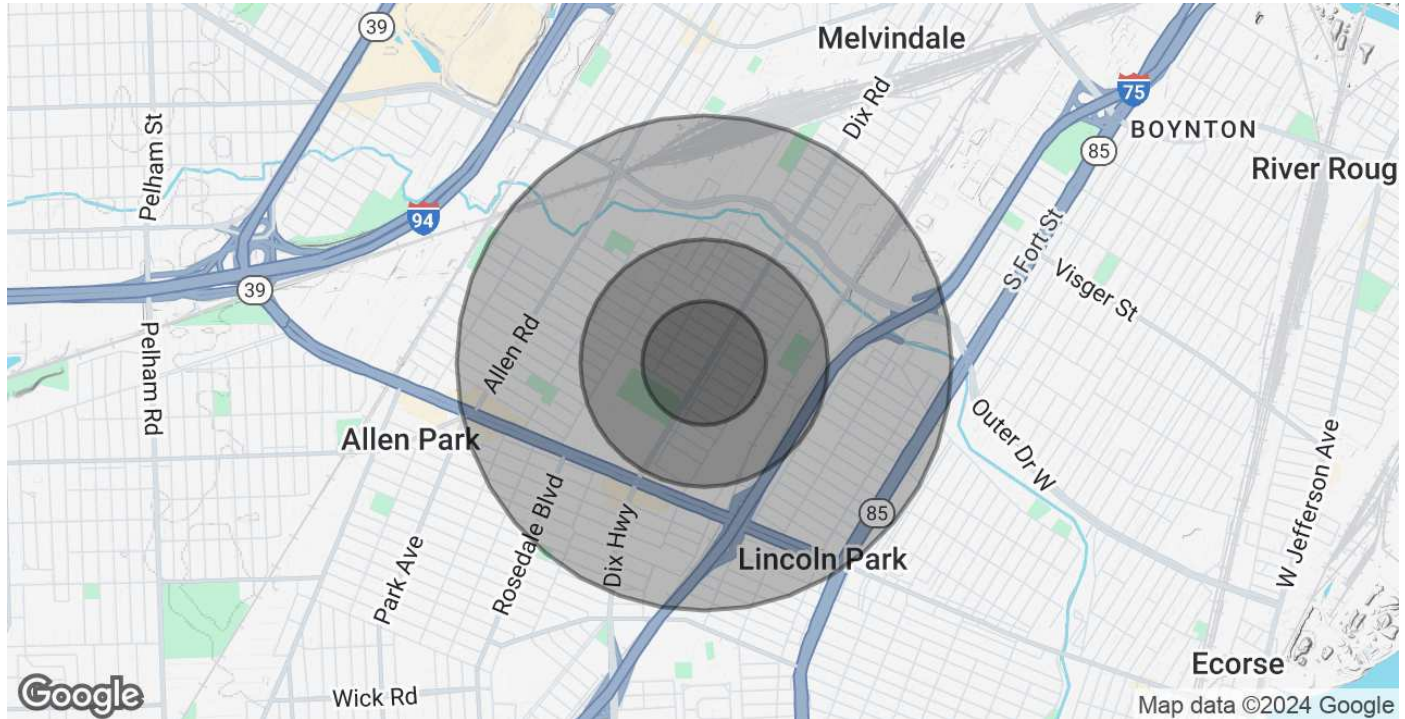 39
Melvindale
75
Dix Rd
BOYNTON
85
Pelham St
River Roug
94
S Fort St
39
Visger St
Allen Rd
Pelham Rd
Allen Park
Outer Dr W
W Jefferson Ave
Rosedale Blvd
Dix Hwy
85
Lincoln Park
Park Ave
Ecorse
Wick Rd
Google
Map data ©2024 Google